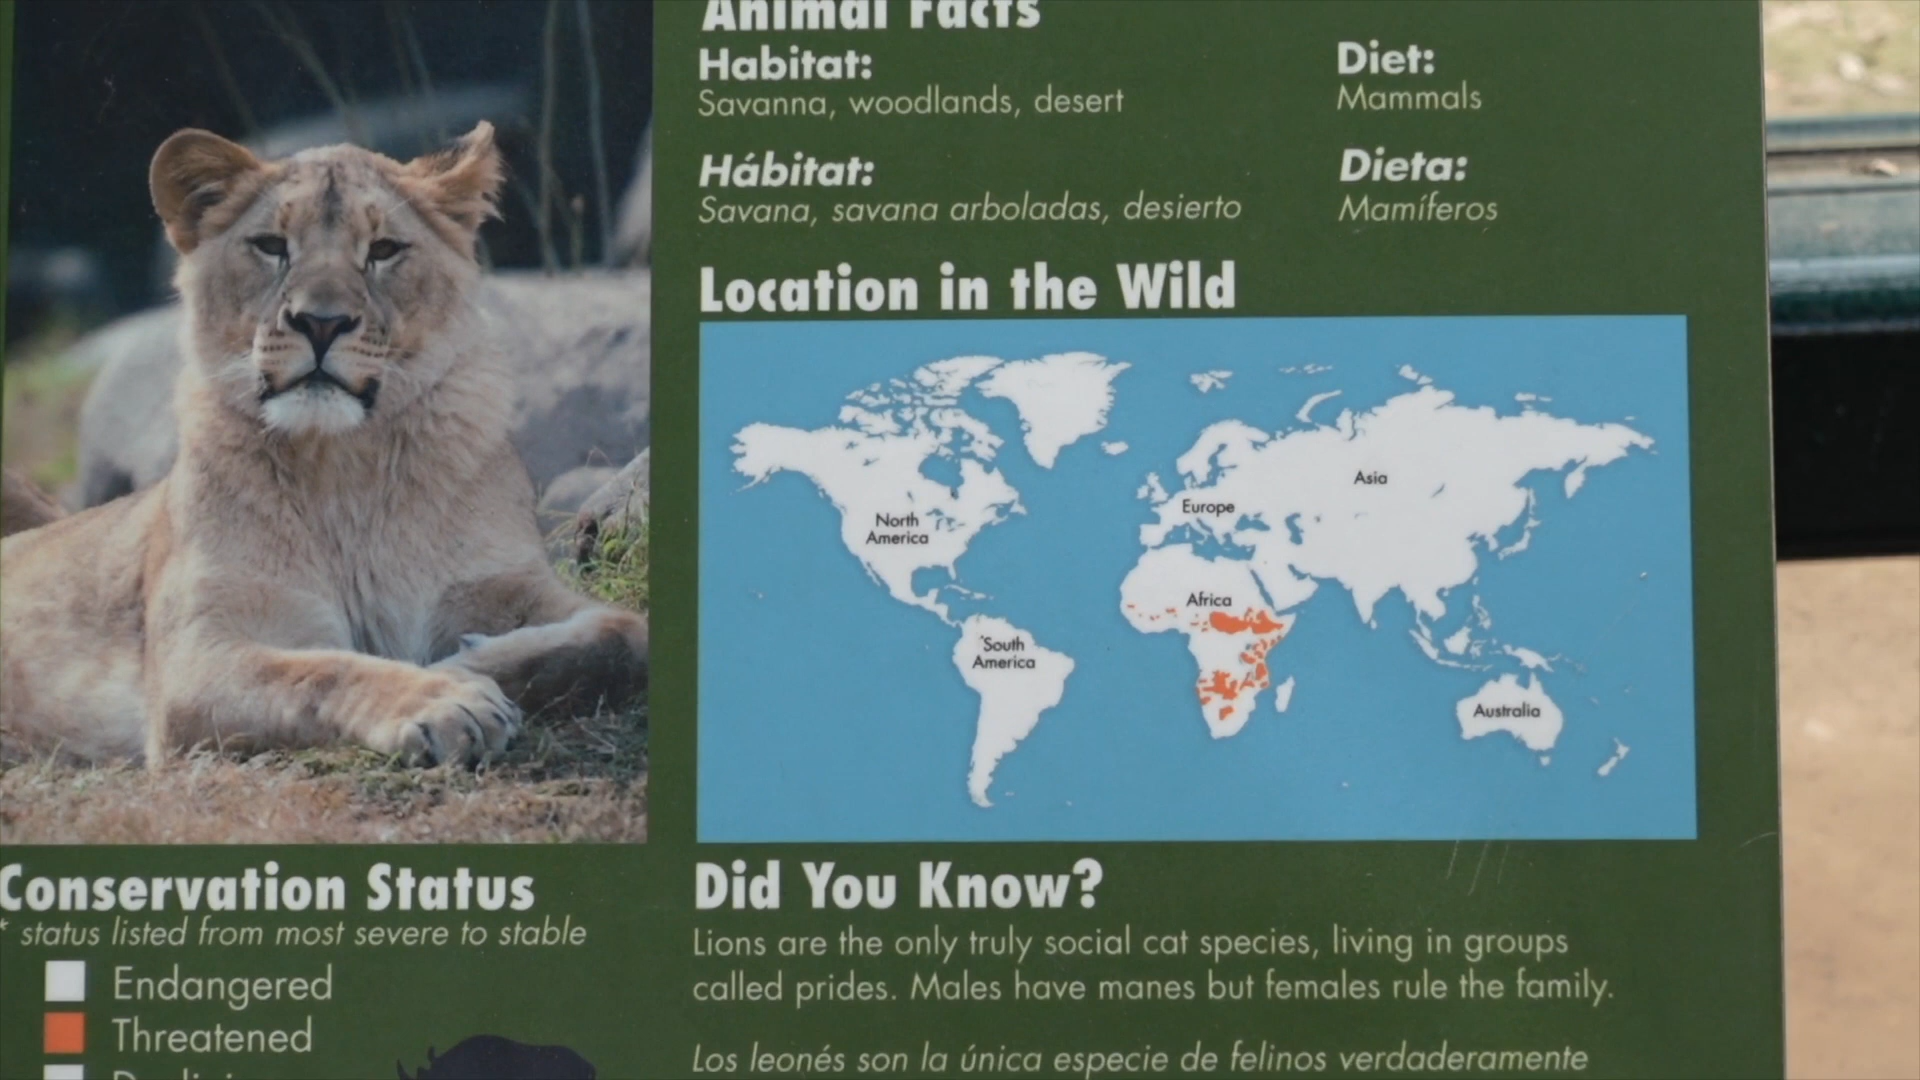 Animal Facts
Habitat:
Savanna, woodlands, desert
Diet:
Mammals
Hábitat:
Savana, savana arboladas, desierto
Dieta:
Mamíferos
Location in the Wild
North
America
South
America
Europe
Asia
Africa
Australia
Conservation Status
* status listed from most severe to stable
Endangered
Threatened
Did You Know?
Lions are the only truly social cat species, living in groups
called prides. Males have manes but females rule the family.
Los leonés son la única especie de felinos verdaderamente